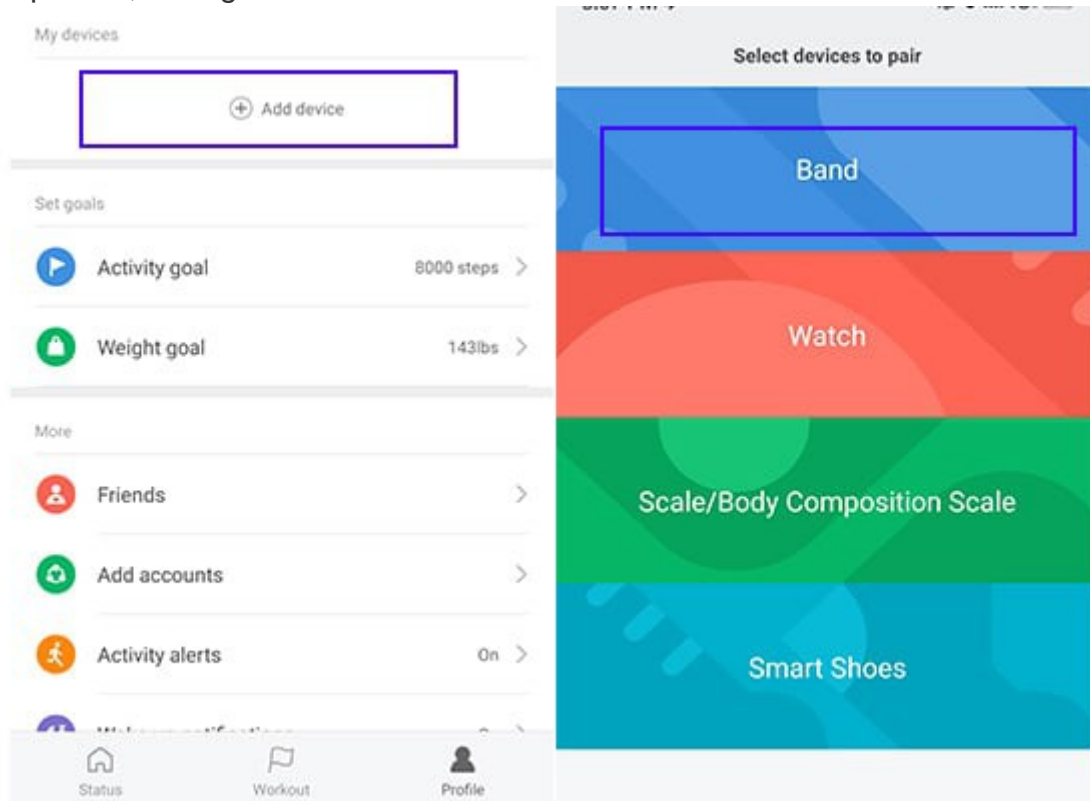 My devices
Add device
Set goals
Activity goal 8000 steps
Weight goal 143lbs
More
Friends
Add accounts
Activity alerts On
Status Workout Profile
Select devices to pair
Band
Watch
Scale/Body Composition Scale
Smart Shoes